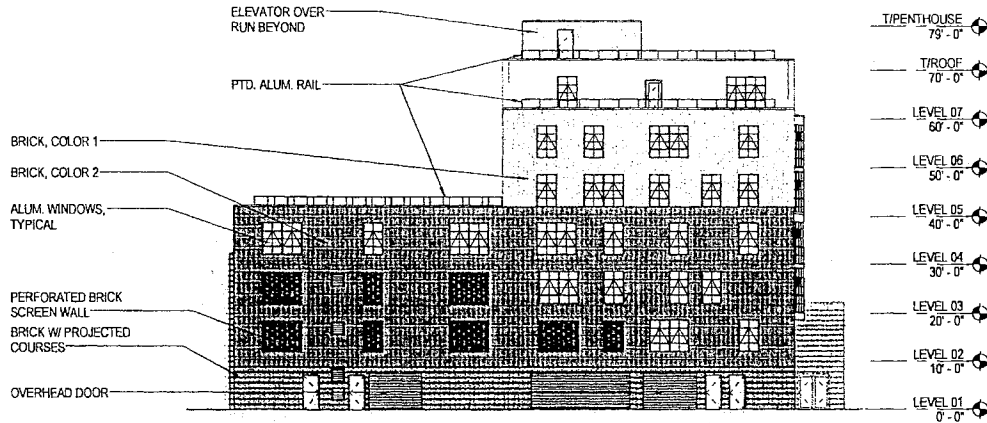 ELEVATOR OVER
RUN BEYOND
PTD. ALUM. RAIL
BRICK, COLOR 1
BRICK, COLOR 2
ALUM. WINDOWS,
TYPICAL
PERFORATED BRICK
SCREEN WALL
BRICK W/ PROJECTED
COURSES
OVERHEAD DOOR
T/PENTHOUSE
79' - 0"
T/ROOF
70' - 0"
LEVEL 07
60' - 0"
LEVEL 06
50' - 0"
LEVEL 05
40' - 0"
LEVEL 04
30' - 0"
LEVEL 03
20' - 0"
LEVEL 02
10' - 0"
LEVEL 01
0' - 0"